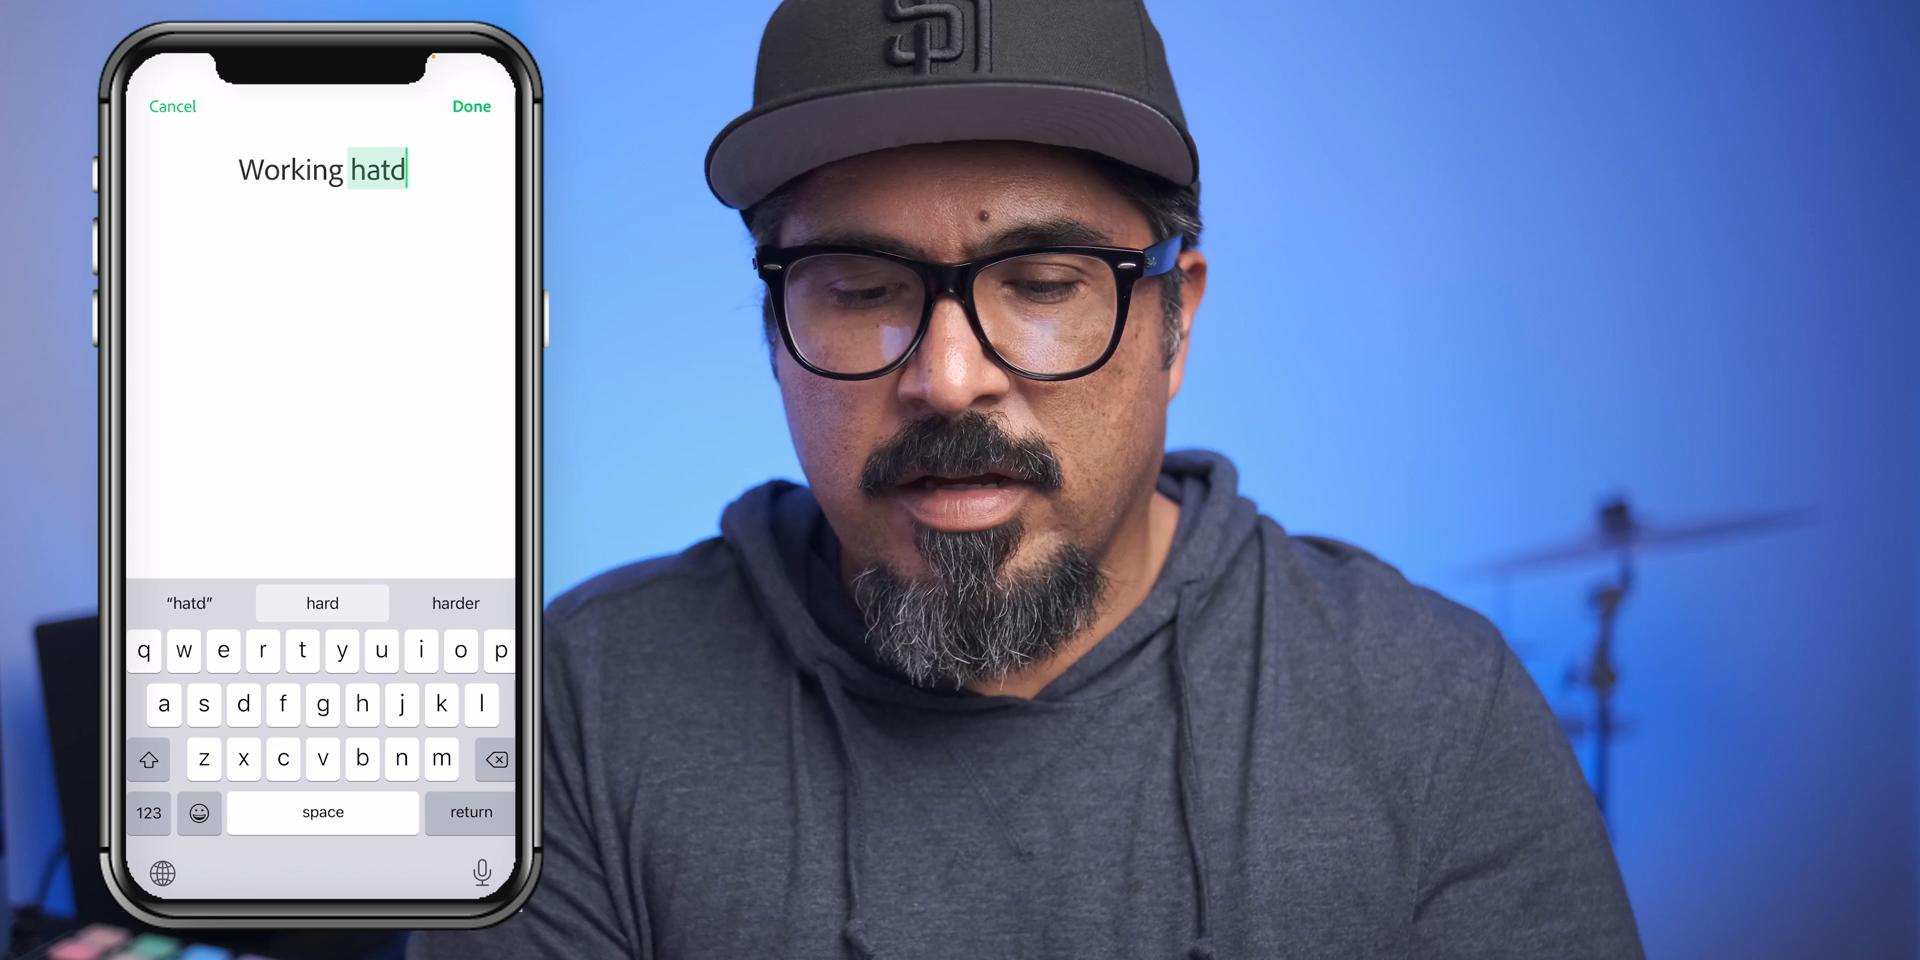 Cancel Done
Working hatd
“hatd” hard harder
q w e r t y u i o p
a s d f g h j k l
z x c v b n m
123 space return
SD